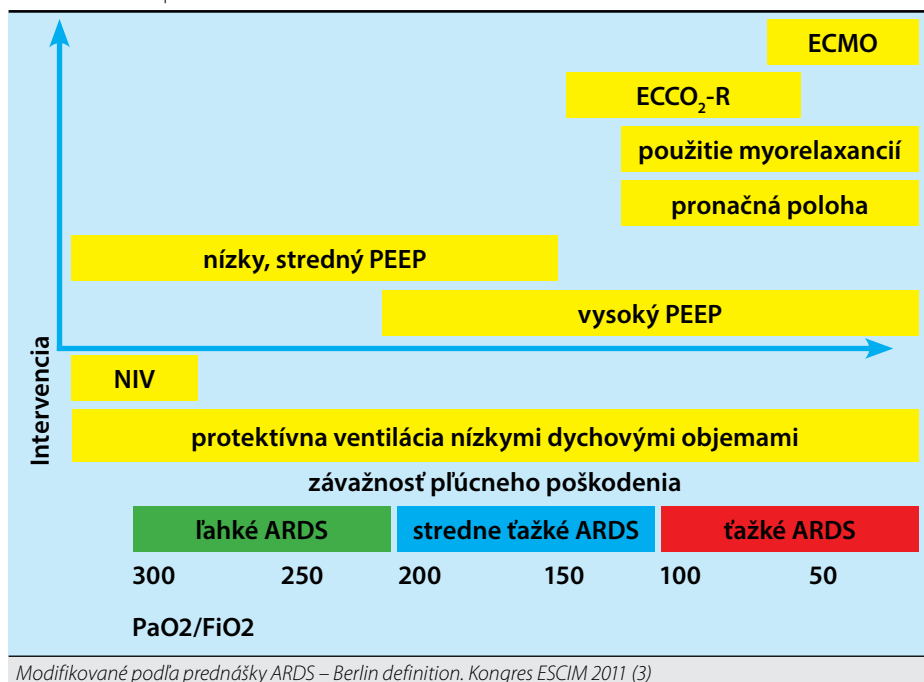 ECMO
ECCO₂-R
použitie myorelaxancií
pronačná poloha
nízky, stredný PEEP
vysoký PEEP
Intervencia
NIV
protektívna ventilácia nízkymi dychovými objemami
závažnosť pľúcneho poškodenia
ľahké ARDS stredne ťažké ARDS ťažké ARDS
300 250 200 150 100 50
PaO2/FiO2
Modifikované podľa prednášky ARDS – Berlin definition. Kongres ESCIM 2011 (3)